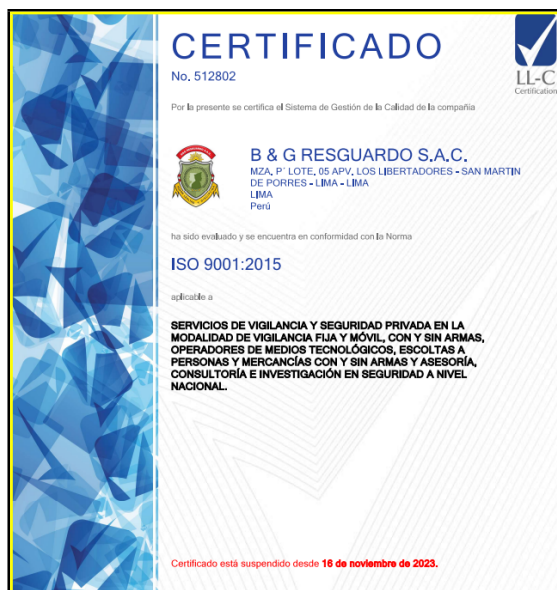 CERTIFICADO
No. 512802
LL-C
Certification
Por la presente se certifica el Sistema de Gestión de la Calidad de la compañía
B & G RESGUARDO S.A.C.
MZA, P´ LOTE, 05 APV, LOS LIBERTADORES - SAN MARTIN
DE PORRES - LIMA - LIMA
LIMA
Perú
ha sido evaluado y se encuentra en conformidad con la Norma
ISO 9001:2015
aplicable a
SERVICIOS DE VIGILANCIA Y SEGURIDAD PRIVADA EN LA
MODALIDAD DE VIGILANCIA FIJA Y MÓVIL, CON Y SIN ARMAS,
OPERADORES DE MEDIOS TECNOLÓGICOS, ESCOLTAS A
PERSONAS Y MERCANCÍAS CON Y SIN ARMAS Y ASESORÍA,
CONSULTORÍA E INVESTIGACIÓN EN SEGURIDAD A NIVEL
NACIONAL.
Certificado está suspendido desde 16 de noviembre de 2023.